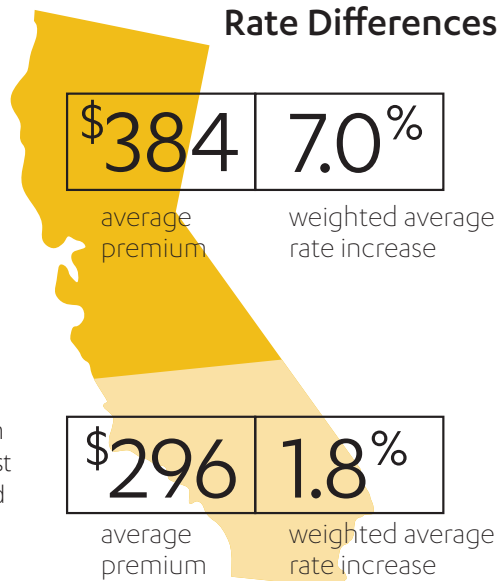 Rate Differences
$384 7.0%
average weighted average
premium rate increase
$296 1.8%
average weighted average
premium rate increase